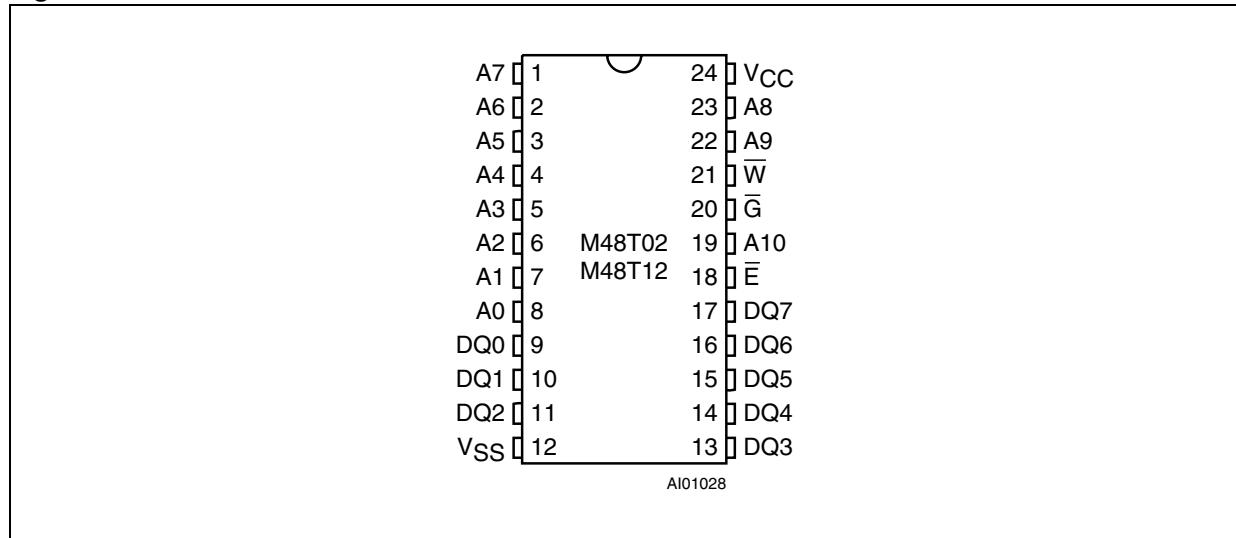 A7 1 24 VCC
A6 2 23 A8
A5 3 22 A9
A4 4 21 W̅
A3 5 20 G̅
A2 6 M48T02 19 A10
A1 7 M48T12 18 E̅
A0 8 17 DQ7
DQ0 9 16 DQ6
DQ1 10 15 DQ5
DQ2 11 14 DQ4
VSS 12 13 DQ3
AI01028